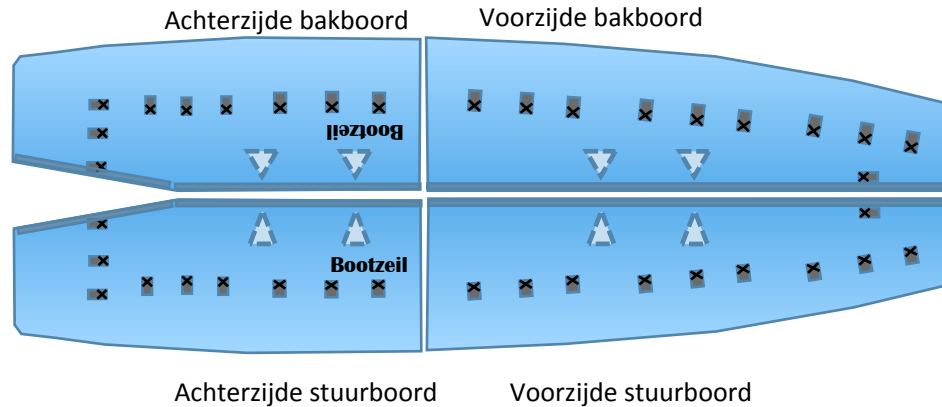 Achterzijde bakboord
Voorzijde bakboord
Bootzeil
Bootzeil
Achterzijde stuurboord
Voorzijde stuurboord